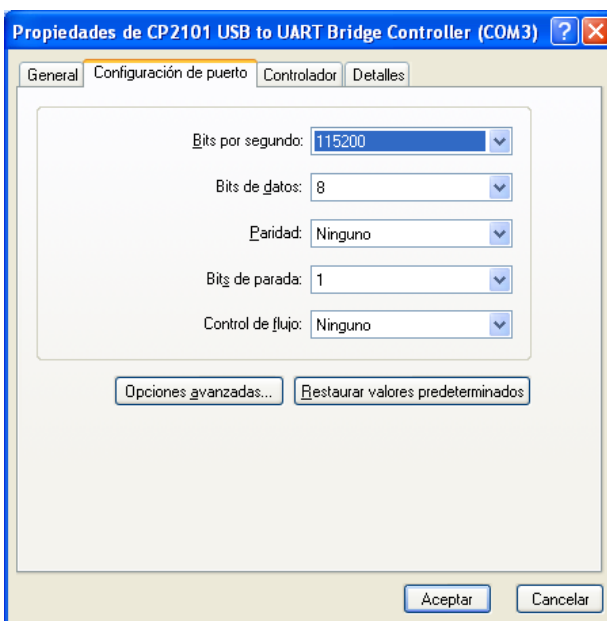 Propiedades de CP2101 USB to UART Bridge Controller (COM3)
General Configuración de puerto Controlador Detalles
Bits por segundo: 115200
Bits de datos: 8
Paridad: Ninguno
Bits de parada: 1
Control de flujo: Ninguno
Opciones avanzadas... Restaurar valores predeterminados
Aceptar Cancelar